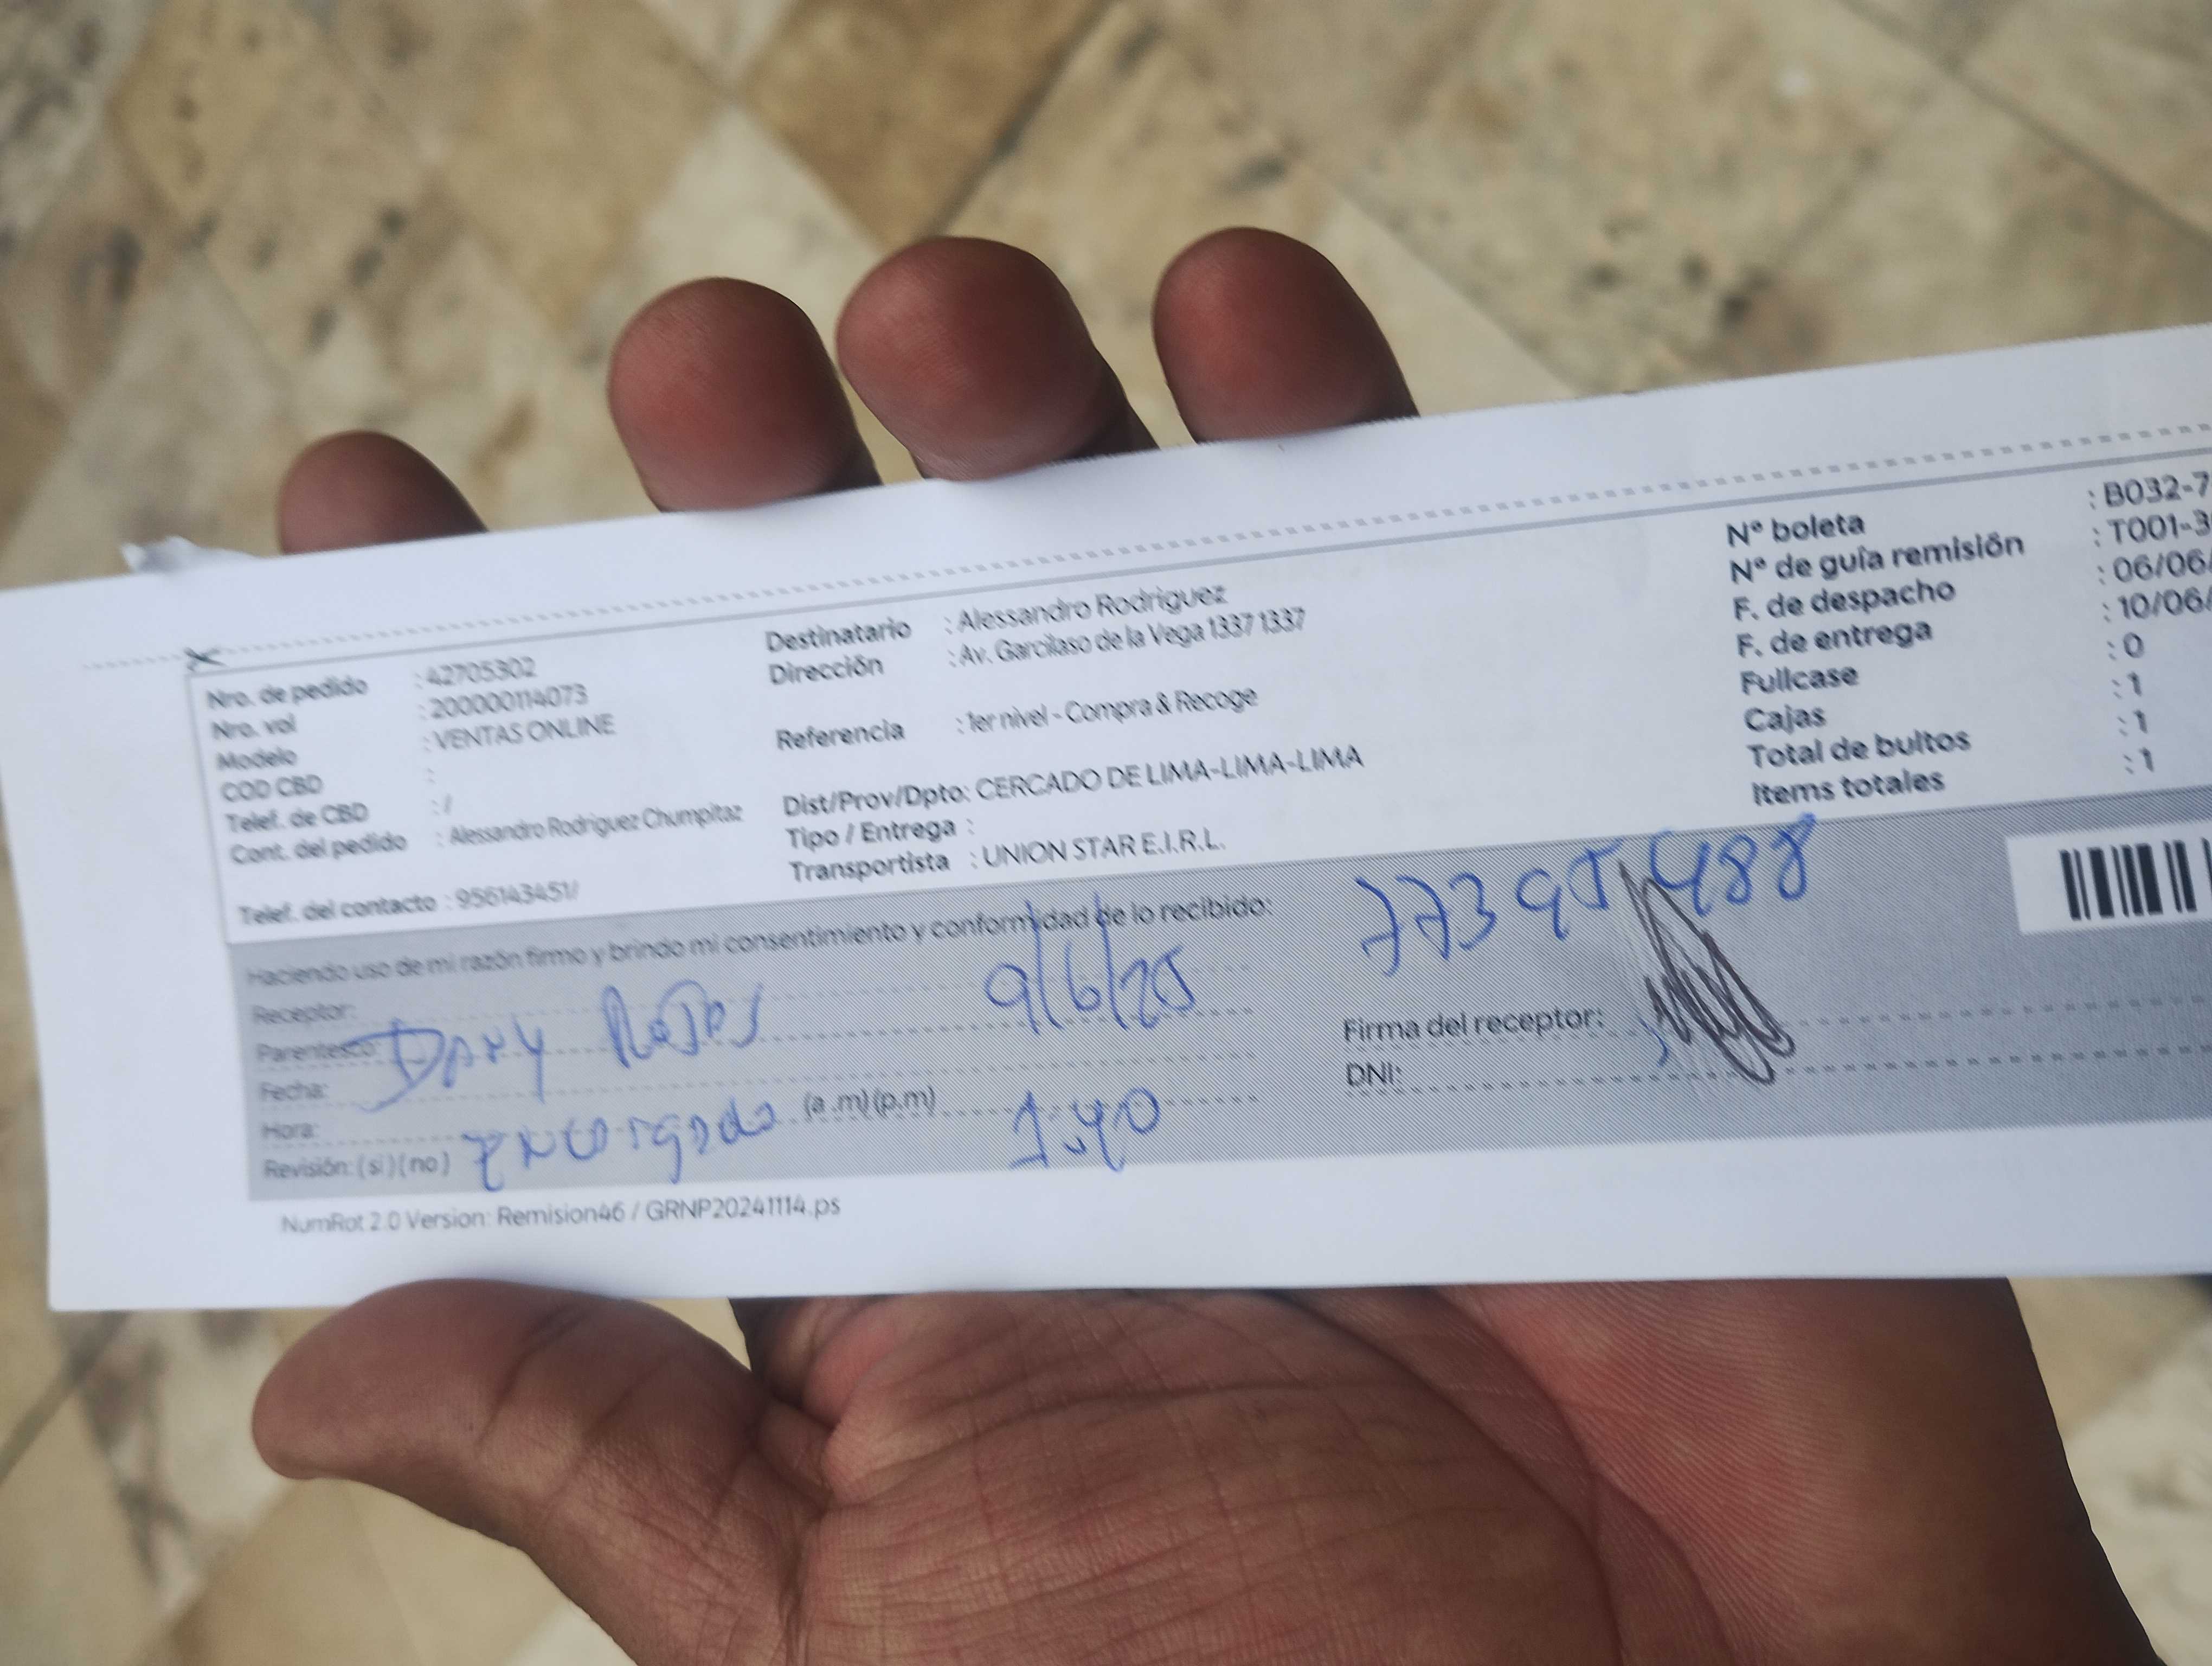 Nro. de pedido : 42705302
Nro. vol : 200000114073
Modelo : VENTAS ONLINE
COD CBD :
Telef. de CBD : /
Cont. del pedido : Alessandro Rodriguez Chumpitaz
Telef. del contacto : 956143451/
Destinatario : Alessandro Rodriguez
Dirección : Av. Garcilaso de la Vega 1337 1337
Referencia : 1er nivel - Compra & Recoge
Dist/Prov/Dpto: CERCADO DE LIMA-LIMA-LIMA
Tipo / Entrega :
Transportista : UNION STAR E.I.R.L.
N° boleta : B032-7
N° de guía remisión : T001-3
F. de despacho : 06/06/
F. de entrega : 10/06/
Fullcase : 0
Cajas : 1
Total de bultos : 1
Items totales : 1
Haciendo uso de mi razón firmo y brindo mi consentimiento y conformidad de lo recibido:
77395488
Receptor:
9/6/25
Parentesco: Dany Rojas
Fecha:
Hora: (a.m)(p.m)
Revisión: (si)(no) Encargado 1:40
Firma del receptor:
DNI:
NumRot 2.0 Version: Remision46 / GRNP20241114.ps